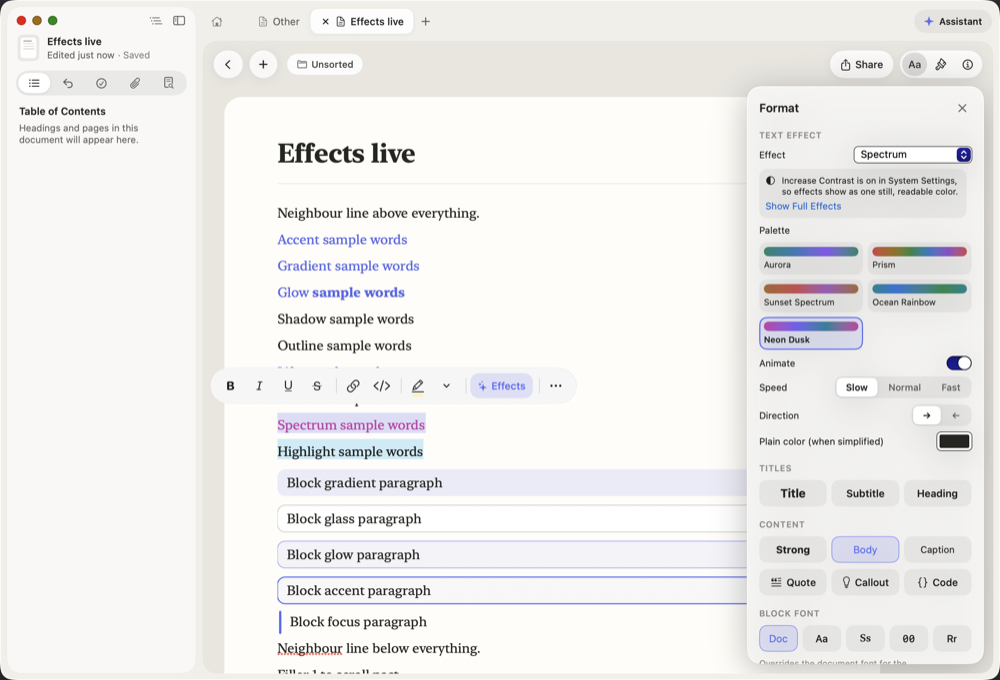 Effects live
Edited just now · Saved
Table of Contents
Headings and pages in this
document will appear here.
Other
Effects live
Assistant
Unsorted
Share
Aa
Effects live
Neighbour line above everything.
Accent sample words
Gradient sample words
Glow sample words
Shadow sample words
Outline sample words
B I U S </> Effects
Spectrum sample words
Highlight sample words
Block gradient paragraph
Block glass paragraph
Block glow paragraph
Block accent paragraph
Block focus paragraph
Neighbour line below everything.
Format
TEXT EFFECT
Effect
Spectrum
Increase Contrast is on in System Settings,
so effects show as one still, readable color.
Show Full Effects
Palette
Aurora
Prism
Sunset Spectrum
Ocean Rainbow
Neon Dusk
Animate
Speed
Slow
Normal
Fast
Direction
Plain color (when simplified)
TITLES
Title
Subtitle
Heading
CONTENT
Strong
Body
Caption
Quote
Callout
{} Code
BLOCK FONT
Doc
Aa
Ss
00
Rr
Overrides the document font for the